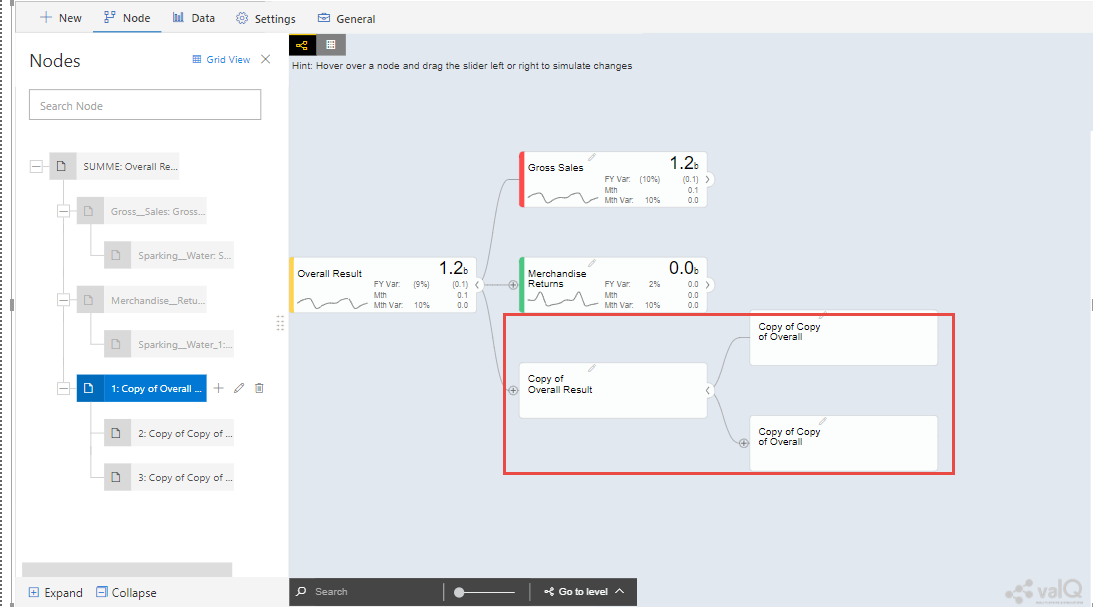 New
Node
Data
Settings
General
Nodes
Grid View
Hint: Hover over a node and drag the slider left or right to simulate changes
Search Node
SUMME: Overall Re...
Gross__Sales: Gross...
Sparking__Water: S...
Merchandise__Retu...
Sparking__Water_1:...
1: Copy of Overall ...
2: Copy of Copy of ...
3: Copy of Copy of ...
Expand
Collapse
Gross Sales
1.2b
FY Var: (10%) (0.1)
Mth 0.1
Mth Var: 10% 0.0
Overall Result
1.2b
FY Var: (9%) (0.1)
Mth 0.1
Mth Var: 10% 0.0
Merchandise
Returns
0.0b
FY Var: 2% 0.0
Mth 0.0
Mth Var: 10% 0.0
Copy of
Overall Result
Copy of Copy
of Overall
Copy of Copy
of Overall
Search
Go to level
valQ